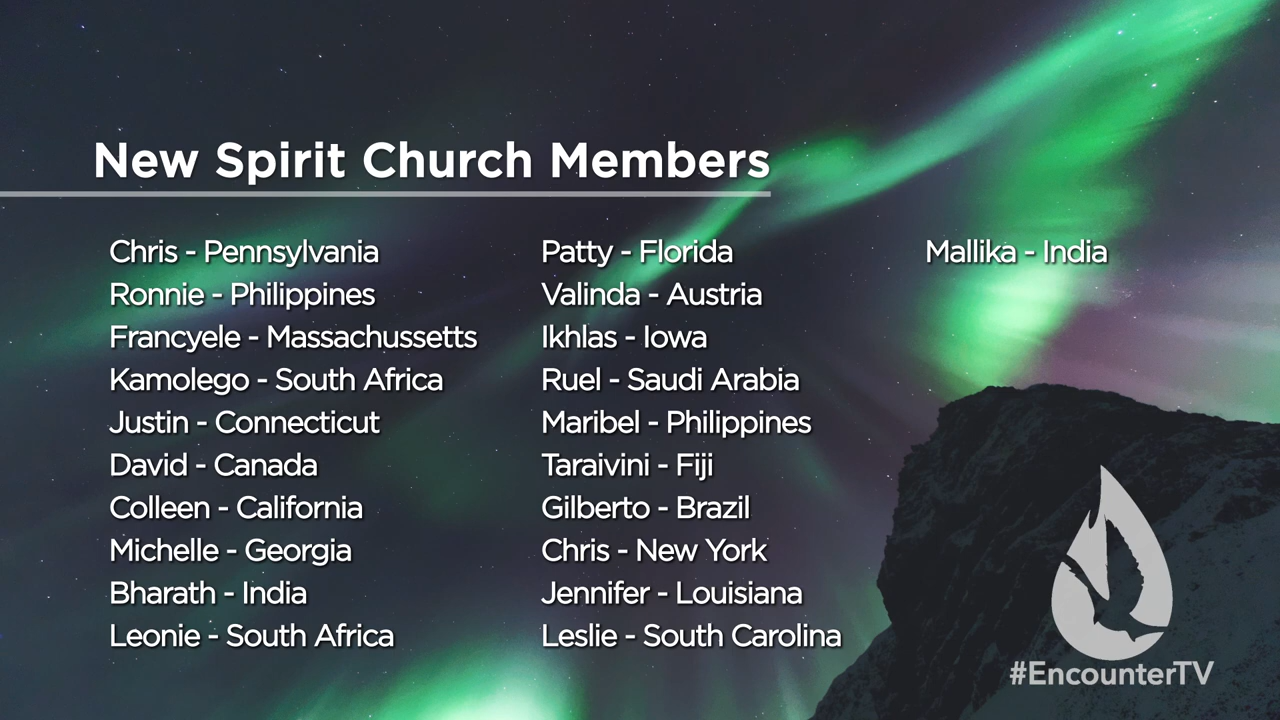 New Spirit Church Members
Chris - Pennsylvania
Ronnie - Philippines
Francyele - Massachussetts
Kamolego - South Africa
Justin - Connecticut
David - Canada
Colleen - California
Michelle - Georgia
Bharath - India
Leonie - South Africa
Patty - Florida
Valinda - Austria
Ikhlas - Iowa
Ruel - Saudi Arabia
Maribel - Philippines
Taraivini - Fiji
Gilberto - Brazil
Chris - New York
Jennifer - Louisiana
Leslie - South Carolina
Mallika - India
#EncounterTV